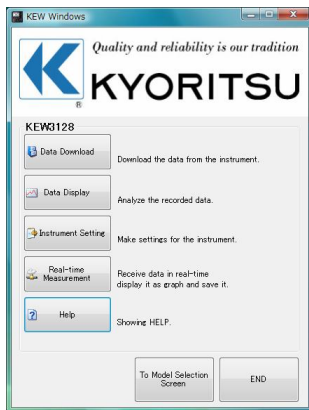 KEW Windows
Quality and reliability is our tradition
KYORITSU
®
KEW3128
Data Download
Download the data from the instrument.
Data Display
Analyze the recorded data.
Instrument Setting
Make settings for the instrument.
Real-time
Measurement
Receive data in real-time
display it as graph and save it.
Help
Showing HELP.
To Model Selection
Screen
END